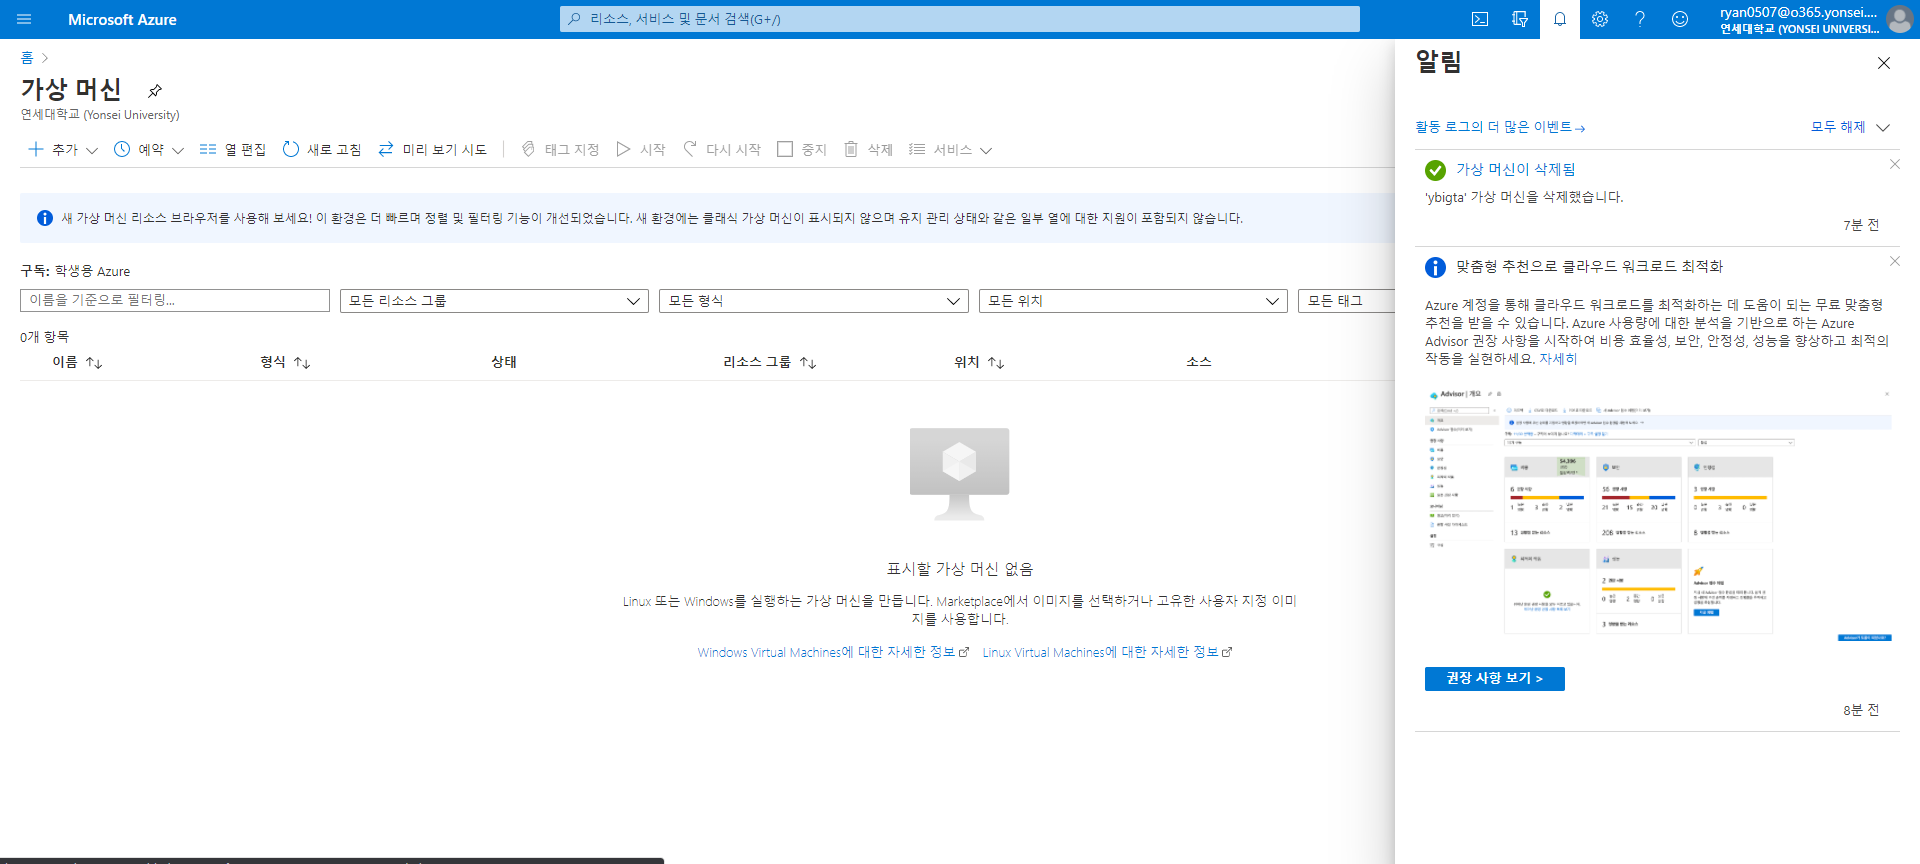 Microsoft Azure
리소스, 서비스 및 문서 검색(G+/)
ryan0507@o365.yonsei....
연세대학교 (YONSEI UNIVERSI...
홈
가상 머신
연세대학교 (Yonsei University)
추가
예약
열 편집
새로 고침
미리 보기 시도
태그 지정
시작
다시 시작
중지
삭제
서비스
새 가상 머신 리소스 브라우저를 사용해 보세요! 이 환경은 더 빠르며 정렬 및 필터링 기능이 개선되었습니다. 새 환경에는 클래식 가상 머신이 표시되지 않으며 유지 관리 상태와 같은 일부 열에 대한 지원이 포함되지 않습니다.
구독: 학생용 Azure
이름을 기준으로 필터링...
모든 리소스 그룹
모든 형식
모든 위치
모든 태그
0개 항목
이름
형식
상태
리소스 그룹
위치
소스
표시할 가상 머신 없음
Linux 또는 Windows를 실행하는 가상 머신을 만듭니다. Marketplace에서 이미지를 선택하거나 고유한 사용자 지정 이미
지를 사용합니다.
Windows Virtual Machines에 대한 자세한 정보
Linux Virtual Machines에 대한 자세한 정보
알림
활동 로그의 더 많은 이벤트→
모두 해제
가상 머신이 삭제됨
'ybigta' 가상 머신을 삭제했습니다.
7분 전
맞춤형 추천으로 클라우드 워크로드 최적화
Azure 계정을 통해 클라우드 워크로드를 최적화하는 데 도움이 되는 무료 맞춤형
추천을 받을 수 있습니다. Azure 사용량에 대한 분석을 기반으로 하는 Azure
Advisor 권장 사항을 시작하여 비용 효율성, 보안, 안정성, 성능을 향상하고 최적의
작동을 실현하세요. 자세히
Advisor | 개요
권장 사항 보기 >
8분 전